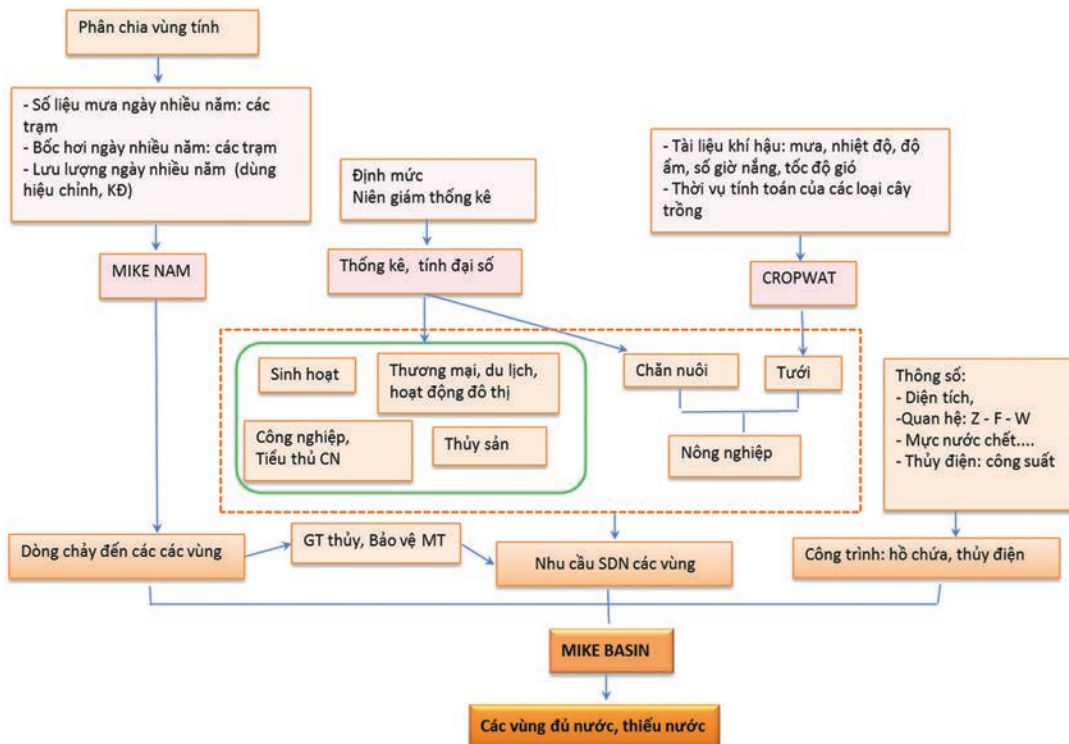 Phân chia vùng tính
- Số liệu mưa ngày nhiều năm: các
trạm
- Bốc hơi ngày nhiều năm: các trạm
- Lưu lượng ngày nhiều năm (dùng
hiệu chỉnh, KĐ)
MIKE NAM
Định mức
Niên giám thống kê
Thống kê, tính đại số
- Tài liệu khí hậu: mưa, nhiệt độ, độ
ẩm, số giờ nắng, tốc độ gió
- Thời vụ tính toán của các loại cây
trồng
CROPWAT
Sinh hoạt
Thương mại, du lịch,
hoạt động đô thị
Công nghiệp,
Tiểu thủ CN
Thủy sản
Chăn nuôi
Tưới
Nông nghiệp
Thông số:
- Diện tích,
-Quan hệ: Z - F - W
- Mực nước chết....
- Thủy điện: công suất
Dòng chảy đến các các vùng
GT thủy, Bảo vệ MT
Nhu cầu SDN các vùng
Công trình: hồ chứa, thủy điện
MIKE BASIN
Các vùng đủ nước, thiếu nước